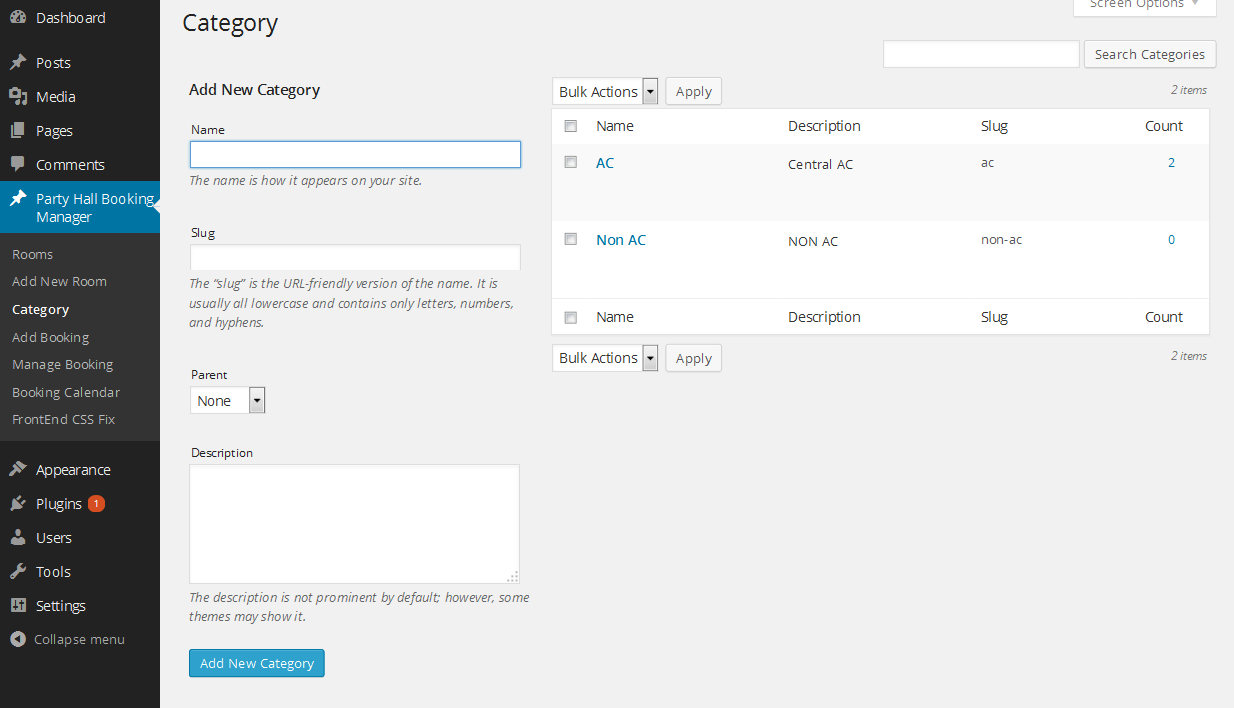 Dashboard
Posts
Media
Pages
Comments
Party Hall Booking
Manager
Rooms
Add New Room
Category
Add Booking
Manage Booking
Booking Calendar
FrontEnd CSS Fix
Appearance
Plugins 1
Users
Tools
Settings
Collapse menu
Screen Options
Category
Search Categories
Add New Category
Name
The name is how it appears on your site.
Slug
The “slug” is the URL-friendly version of the name. It is
usually all lowercase and contains only letters, numbers,
and hyphens.
Parent
None
Description
The description is not prominent by default; however, some
themes may show it.
Add New Category
Bulk Actions Apply 2 items
Name Description Slug Count
AC Central AC ac 2
Non AC NON AC non-ac 0
Name Description Slug Count
Bulk Actions Apply 2 items